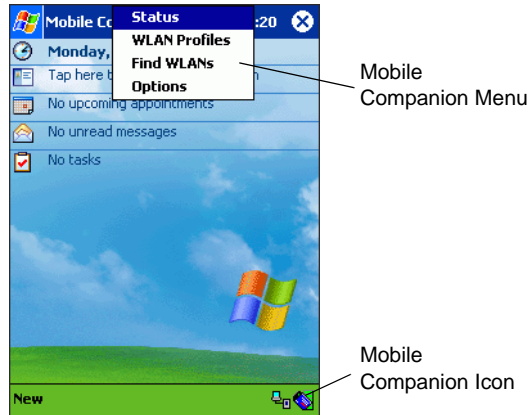 Mobile Co
:20
Status
WLAN Profiles
Find WLANs
Options
Monday,
Tap here
No upcoming appointments
No unread messages
No tasks
New
Mobile
Companion Menu
Mobile
Companion Icon